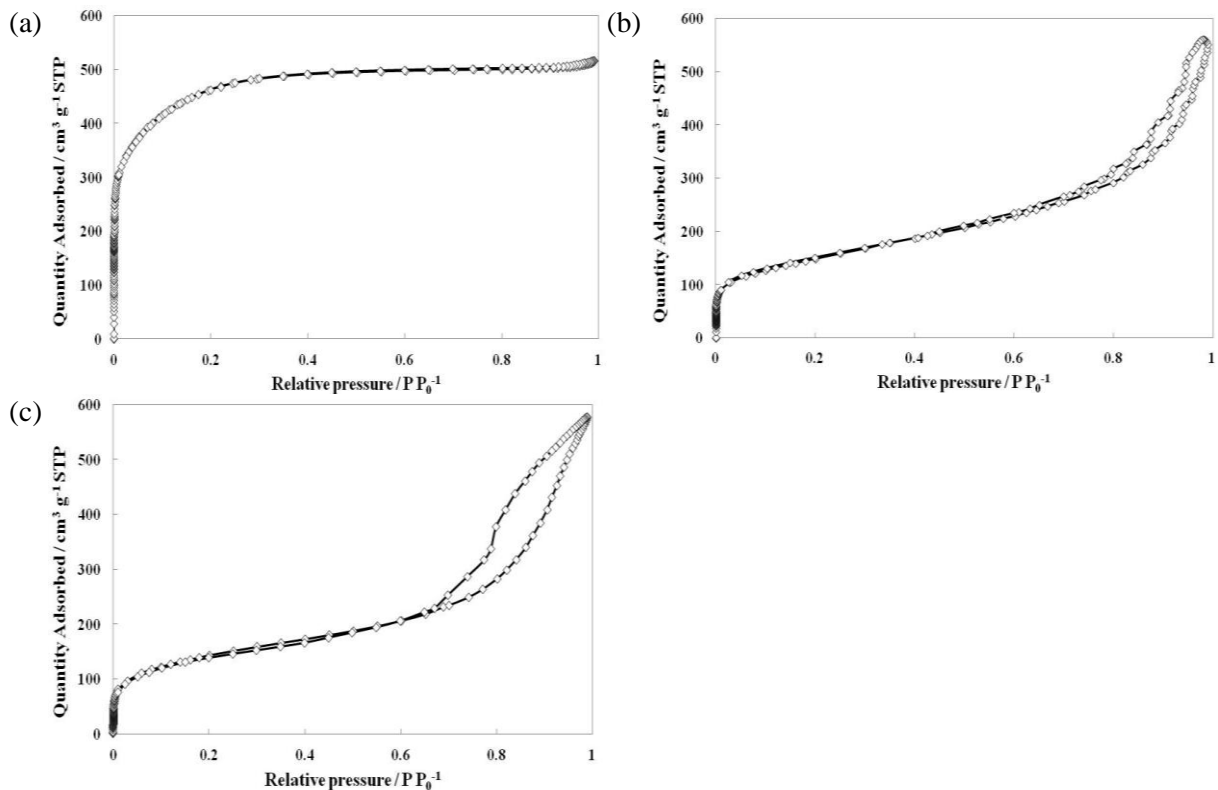 (a)
600
500
400
300
200
100
0
Quantity Adsorbed / cm³ g⁻¹ STP
0 0.2 0.4 0.6 0.8 1
Relative pressure / P P₀⁻¹
(b)
600
500
400
300
200
100
0
Quantity Adsorbed / cm³ g⁻¹ STP
0 0.2 0.4 0.6 0.8 1
Relative pressure / P P₀⁻¹
(c)
600
500
400
300
200
100
0
Quantity Adsorbed / cm³ g⁻¹ STP
0 0.2 0.4 0.6 0.8 1
Relative pressure / P P₀⁻¹